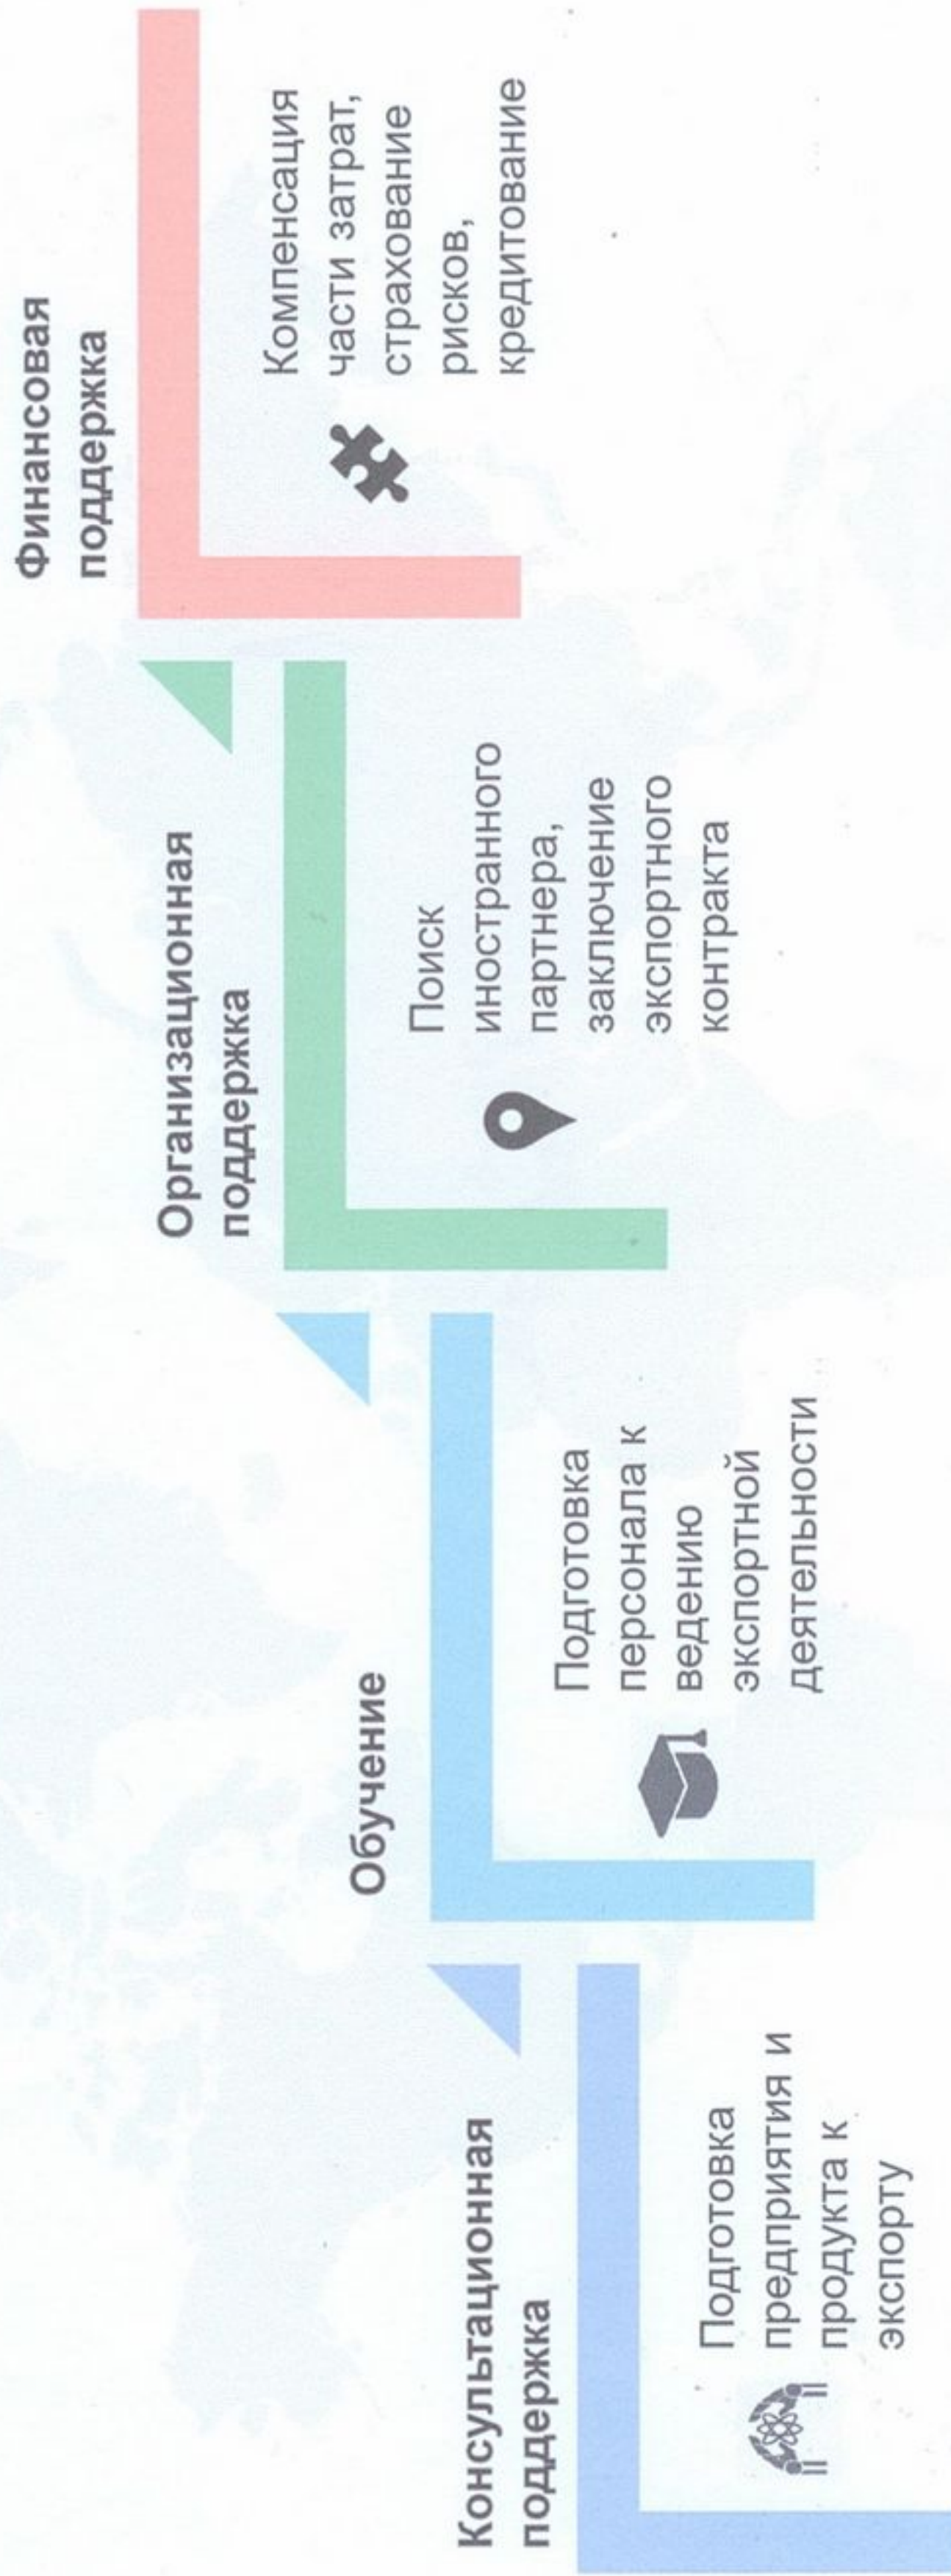 Консультационная
поддержка
Подготовка
предприятия и
продукта к
экспорту
Обучение
Подготовка
персонала к
ведению
экспортной
деятельности
Организационная
поддержка
Поиск
иностранного
партнера,
заключение
экспортного
контракта
Финансовая
поддержка
Компенсация
части затрат,
страхование
рисков,
кредитование